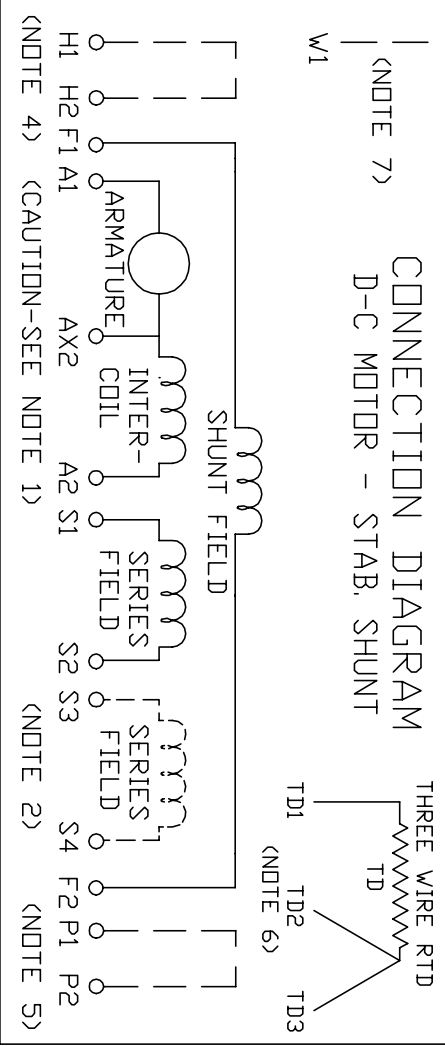 CONNECTION DIAGRAM
D-C MOTOR - STAB. SHUNT
W1
(NOTE 7)
THREE WIRE RTD
TD
TD1 TD2 TD3
(NOTE 6)
SHUNT FIELD
ARMATURE
INTER-
COIL
SERIES
FIELD
SERIES
FIELD
H1 H2 F1 A1 AX2 A2 S1 S2 S3 S4 F2 P1 P2
(NOTE 4) (CAUTION-SEE NOTE 1) (NOTE 2) (NOTE 5)